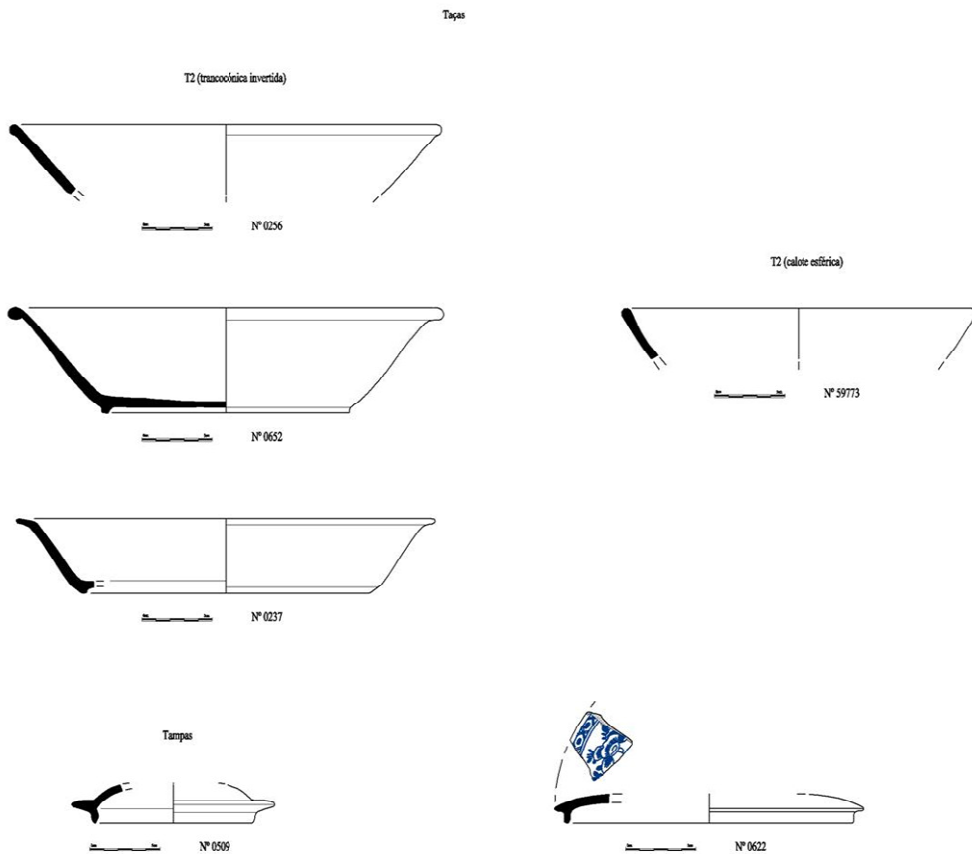 Taças
T2 (trancocónica invertida)
Nº 0256
T2 (calote esférica)
Nº 0652
Nº 59773
Nº 0237
Tampas
Nº 0509
Nº 0622